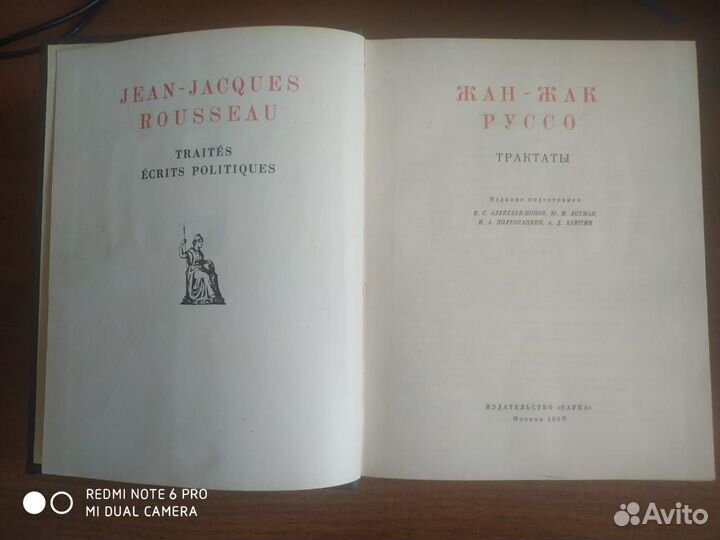 JEAN-JACQUES
ROUSSEAU
TRAITÉS
ÉCRITS POLITIQUES
ЖАН-ЖАК
РУССО
ТРАКТАТЫ
Издание подготовили
В. С. АЛЕКСЕЕВ-ПОПОВ, Ю. М. ЛОТМАН,
Н. А. ПОЛТОРАЦКИЙ, А. Д. ХАЮТИН
ИЗДАТЕЛЬСТВО «НАУКА»
Москва 1969
REDMI NOTE 6 PRO
MI DUAL CAMERA
Avito